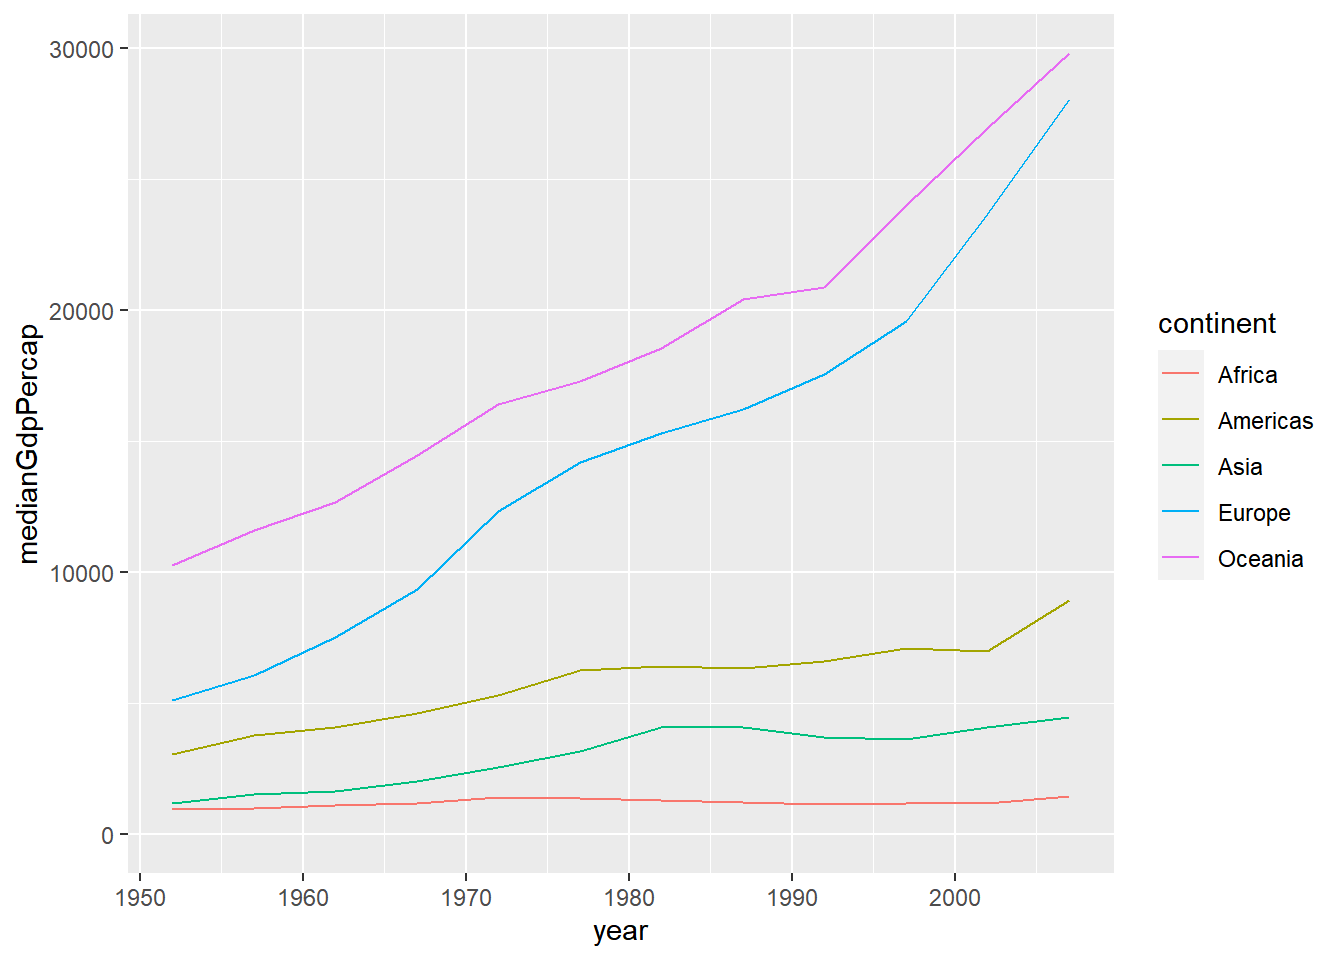 30000
20000
10000
0
medianGdpPercap
1950 1960 1970 1980 1990 2000
year
continent
Africa
Americas
Asia
Europe
Oceania